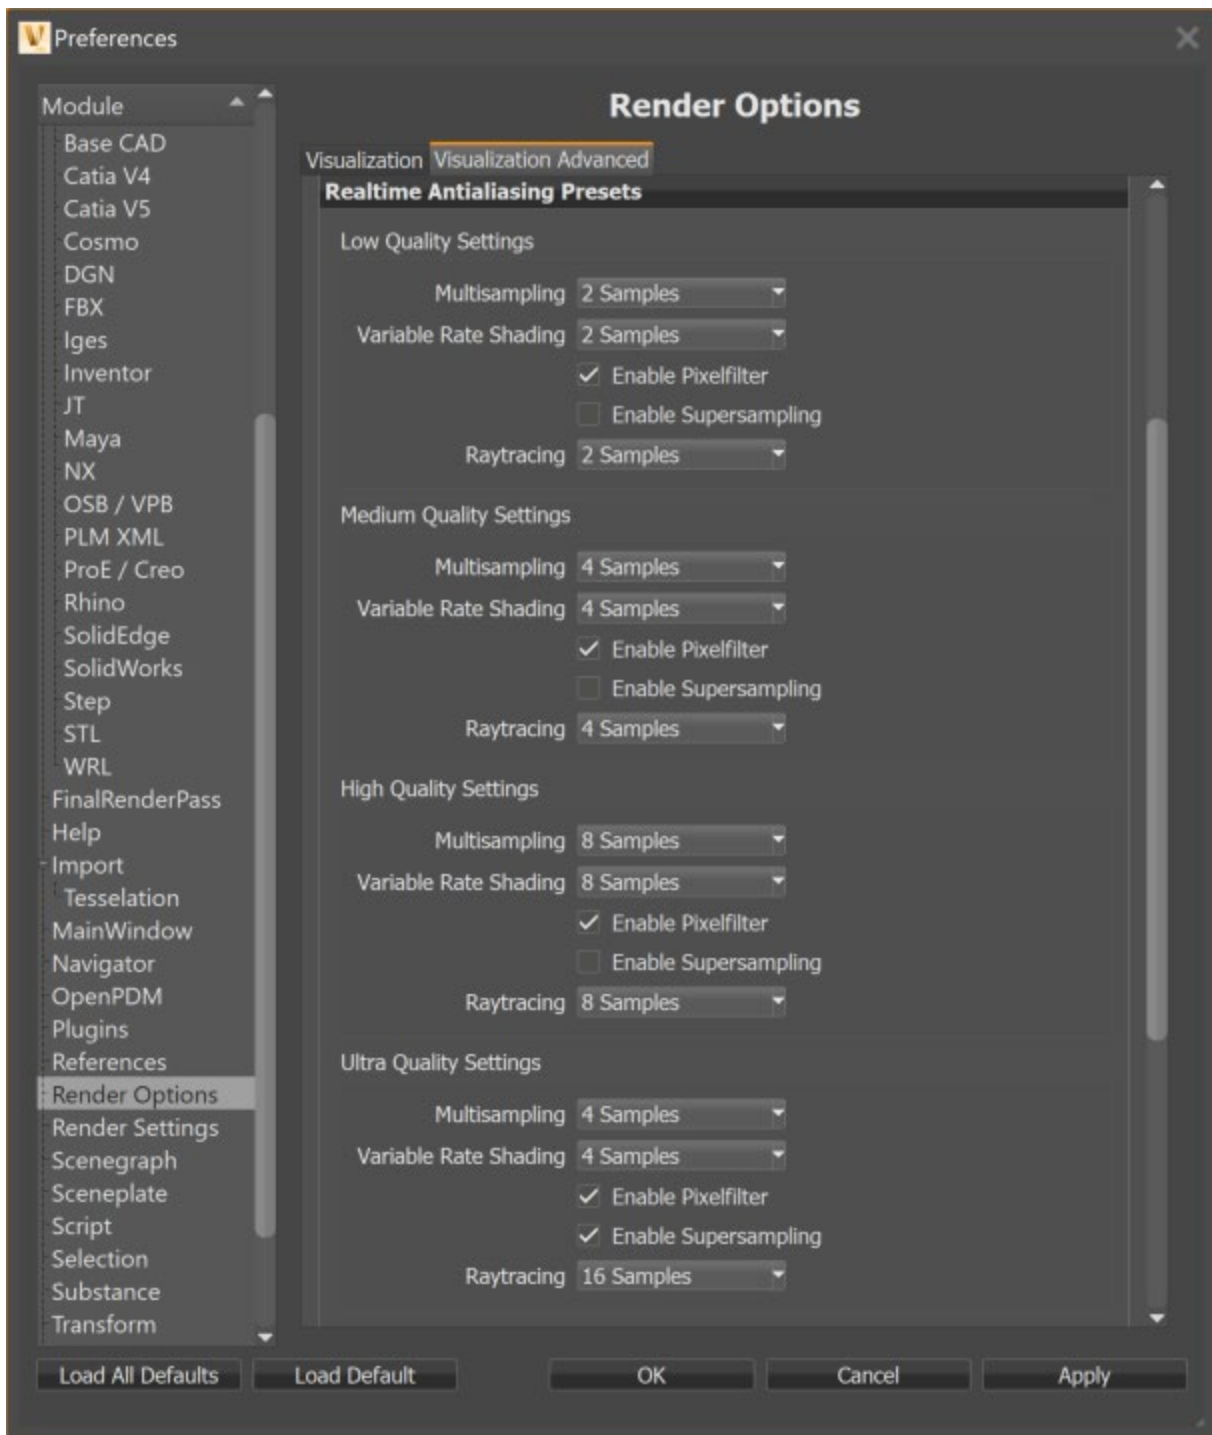 Preferences
Module
Base CAD
Catia V4
Catia V5
Cosmo
DGN
FBX
Iges
Inventor
JT
Maya
NX
OSB / VPB
PLM XML
ProE / Creo
Rhino
SolidEdge
SolidWorks
Step
STL
WRL
FinalRenderPass
Help
Import
Tesselation
MainWindow
Navigator
OpenPDM
Plugins
References
Render Options
Render Settings
Scenegraph
Sceneplate
Script
Selection
Substance
Transform
Render Options
Visualization Visualization Advanced
Realtime Antialiasing Presets
Low Quality Settings
Multisampling 2 Samples
Variable Rate Shading 2 Samples
Enable Pixelfilter
Enable Supersampling
Raytracing 2 Samples
Medium Quality Settings
Multisampling 4 Samples
Variable Rate Shading 4 Samples
Enable Pixelfilter
Enable Supersampling
Raytracing 4 Samples
High Quality Settings
Multisampling 8 Samples
Variable Rate Shading 8 Samples
Enable Pixelfilter
Enable Supersampling
Raytracing 8 Samples
Ultra Quality Settings
Multisampling 4 Samples
Variable Rate Shading 4 Samples
Enable Pixelfilter
Enable Supersampling
Raytracing 16 Samples
Load All Defaults Load Default OK Cancel Apply